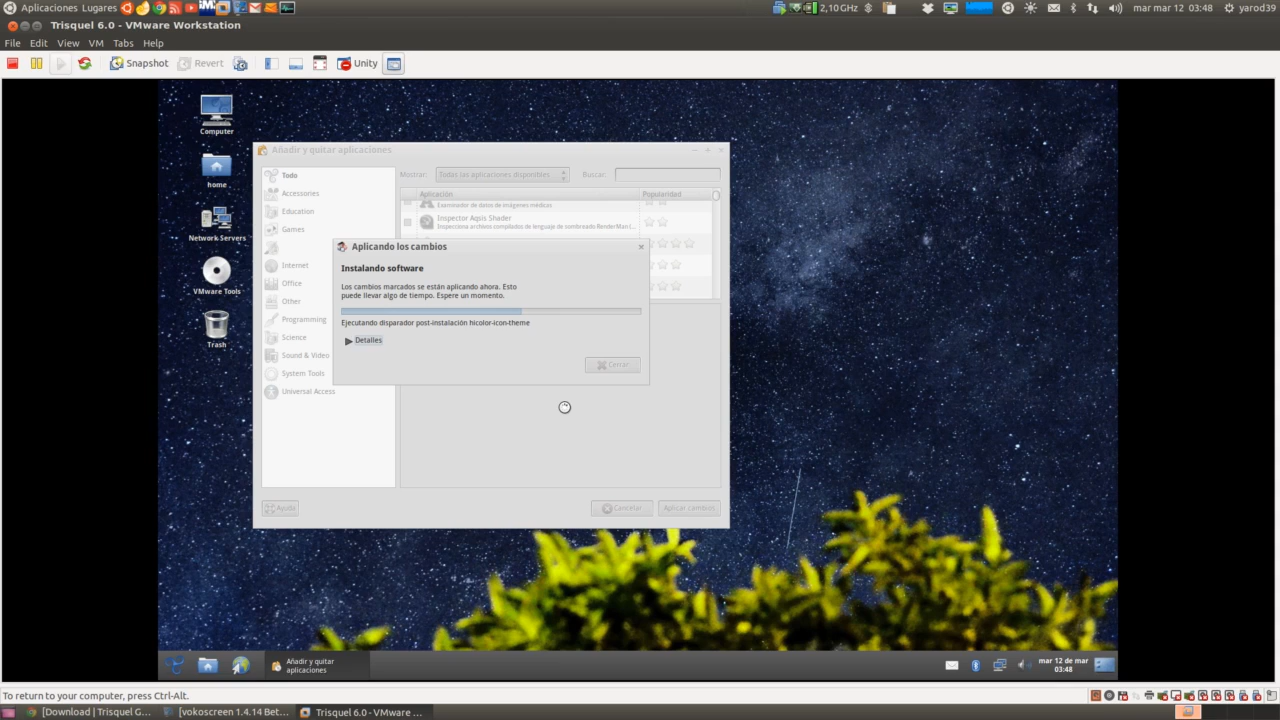 Aplicaciones Lugares
2,10GHz
mar mar 12 03:48
yarod39
Trisquel 6.0 - VMware Workstation
File Edit View VM Tabs Help
Snapshot Revert Unity
Computer
home
Network Servers
VMware Tools
Trash
Añadir y quitar aplicaciones
Todo
Accessories
Education
Games
Internet
Office
Other
Programming
Science
Sound & Video
System Tools
Universal Access
Mostrar: Todas las aplicaciones disponibles Buscar:
Aplicación Popularidad
Examinador de datos de imágenes médicas
Inspector Aqsis Shader
Inspecciona archivos compilados de lenguaje de sombreado RenderMan (...
Aplicando los cambios
Instalando software
Los cambios marcados se están aplicando ahora. Esto
puede llevar algo de tiempo. Espere un momento.
Ejecutando disparador post-instalación hicolor-icon-theme
Detalles
Cerrar
Ayuda Cancelar Aplicar cambios
Añadir y quitar
aplicaciones
mar 12 de mar
03:48
To return to your computer, press Ctrl-Alt.
[Download | Trisquel G... [vokoscreen 1.4.14 Bet... Trisquel 6.0 - VMware ...